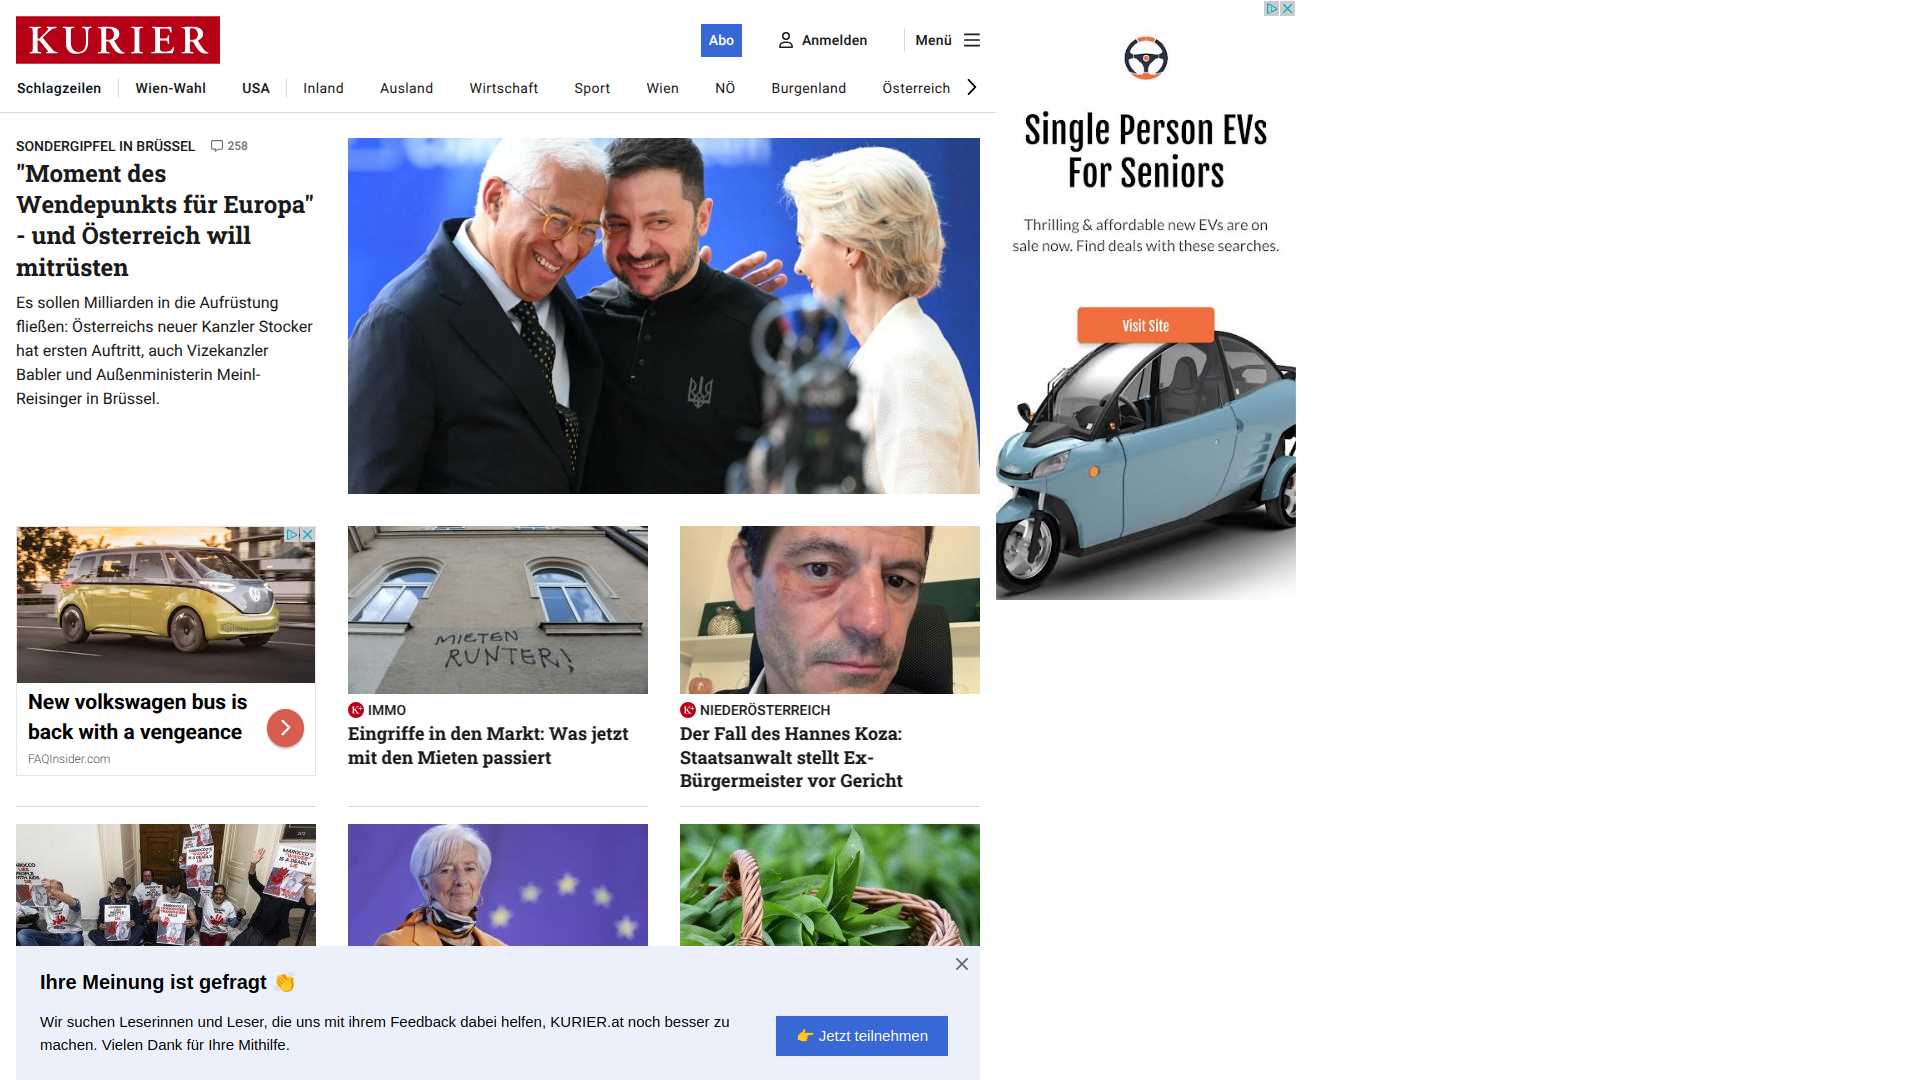 KURIER
Abo
Anmelden
Menü
Schlagzeilen
Wien-Wahl
USA
Inland
Ausland
Wirtschaft
Sport
Wien
NÖ
Burgenland
Österreich
SONDERGIPFEL IN BRÜSSEL 258
"Moment des
Wendepunkts für Europa"
- und Österreich will
mitrüsten
Es sollen Milliarden in die Aufrüstung
fließen: Österreichs neuer Kanzler Stocker
hat ersten Auftritt, auch Vizekanzler
Babler und Außenministerin Meinl-
Reisinger in Brüssel.
Single Person EVs
For Seniors
Thrilling & affordable new EVs are on
sale now. Find deals with these searches.
Visit Site
New volkswagen bus is
back with a vengeance
FAQInsider.com
MIETEN
RUNTER!
K+ IMMO
Eingriffe in den Markt: Was jetzt
mit den Mieten passiert
K+ NIEDERÖSTERREICH
Der Fall des Hannes Koza:
Staatsanwalt stellt Ex-
Bürgermeister vor Gericht
Ihre Meinung ist gefragt 👏
Wir suchen Leserinnen und Leser, die uns mit ihrem Feedback dabei helfen, KURIER.at noch besser zu
machen. Vielen Dank für Ihre Mithilfe.
👉 Jetzt teilnehmen